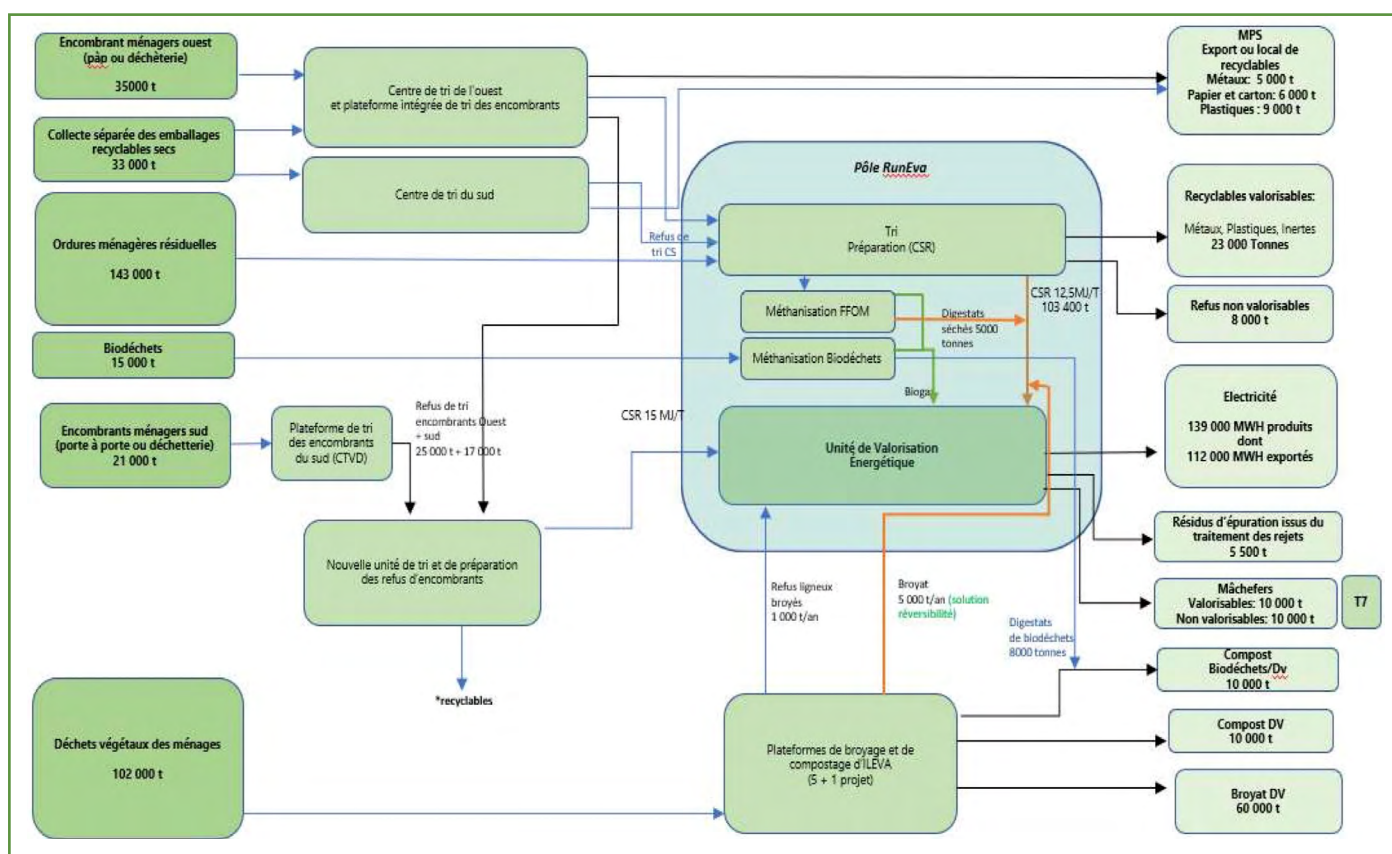 Encombrant ménagers ouest
(pàp ou déchèterie)
35000 t
Collecte séparée des emballages
recyclables secs
33 000 t
Ordures ménagères résiduelles
143 000 t
Biodéchets
15 000 t
Encombrants ménagers sud
(porte à porte ou déchetterie)
21 000 t
Déchets végétaux des ménages
102 000 t
Centre de tri de l'ouest
et plateforme intégrée de tri des encombrants
Centre de tri du sud
Plateforme de tri
des encombrants
du sud (CTVD)
Refus de tri
encombrants Ouest
+ sud
25 000 t + 17 000 t
Nouvelle unité de tri et de préparation
des refus d'encombrants
*recyclables
CSR 15 MJ/T
Refus de
tri CS
Pôle RunEva
Tri
Préparation (CSR)
CSR 12,5MJ/T
103 400 t
Méthanisation FFOM
Méthanisation Biodéchets
Digestats
séchés 5000
tonnes
Biogaz
Unité de Valorisation
Énergétique
Refus ligneux
broyés
1 000 t/an
Broyat
5 000 t/an (solution
réversibilité)
Digestats
de biodéchets
8000 tonnes
Plateformes de broyage et de
compostage d'ILEVA
(5 + 1 projet)
MPS
Export ou local de
recyclables
Métaux: 5 000 t
Papier et carton: 6 000 t
Plastiques : 9 000 t
Recyclables valorisables:
Métaux, Plastiques, Inertes
23 000 Tonnes
Refus non valorisables
8 000 t
Electricité
139 000 MWH produits
dont
112 000 MWH exportés
Résidus d'épuration issus du
traitement des rejets
5 500 t
Mâchefers
Valorisables: 10 000 t
Non valorisables: 10 000 t
T7
Compost
Biodéchets/Dv
10 000 t
Compost DV
10 000 t
Broyat DV
60 000 t